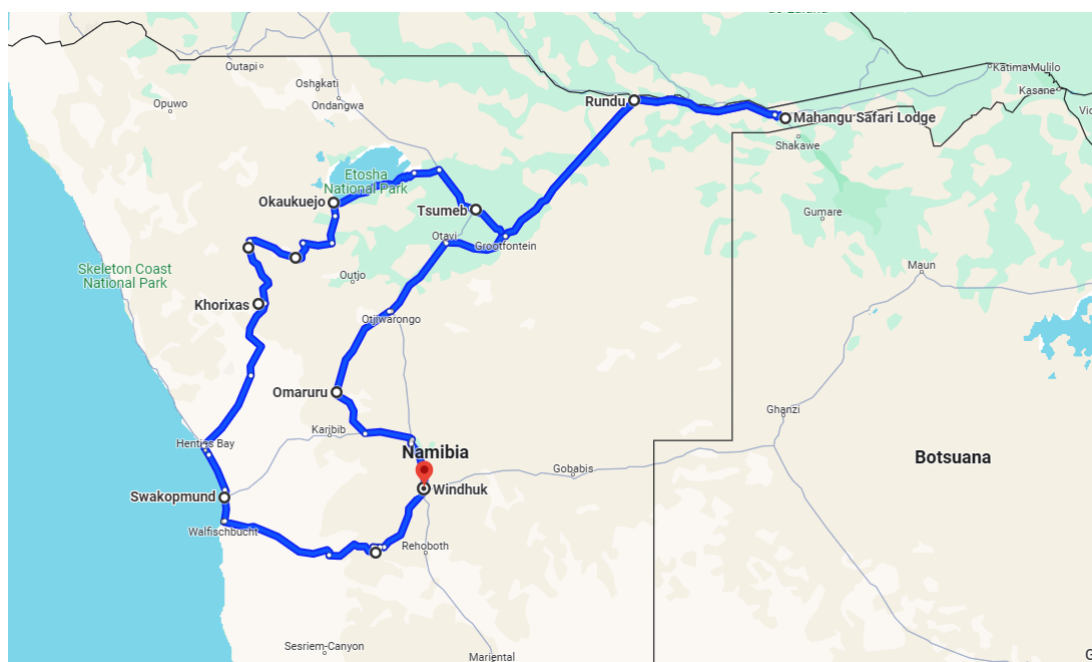 Outapi
Oshakati
Ondangwa
Opuwo
Rundu
Katima Mulilo
Kasane
Mahangu Safari Lodge
Shakawe
Etosha
National Park
Okaukuejo
Tsumeb
Gumare
Otavi
Grootfontein
Skeleton Coast
National Park
Outjo
Maun
Khorixas
Otjiwarongo
Omaruru
Ghanzi
Karibib
Henties Bay
Namibia
Botsuana
Gobabis
Windhuk
Swakopmund
Walfischbucht
Rehoboth
Sesriem-Canyon
Mariental